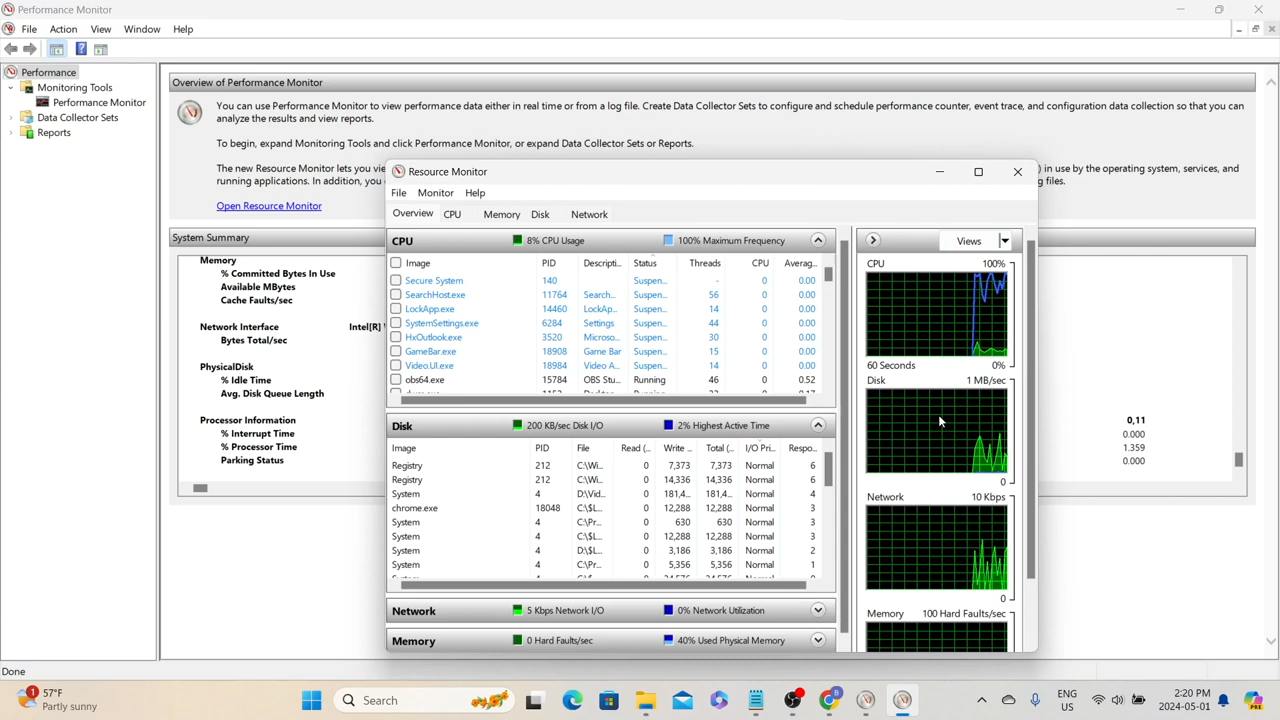 Performance Monitor
File Action View Window Help
Performance
Monitoring Tools
Performance Monitor
Data Collector Sets
Reports
Overview of Performance Monitor
You can use Performance Monitor to view performance data either in real time or from a log file. Create Data Collector Sets to configure and schedule performance counter, event trace, and configuration data collection so that you can
analyze the results and view reports.
To begin, expand Monitoring Tools and click Performance Monitor, or expand Data Collector Sets or Reports.
The new Resource Monitor lets you vie
) in use by the operating system, services, and
running applications. In addition, you
g files.
Open Resource Monitor
System Summary
Memory
% Committed Bytes In Use
Available MBytes
Cache Faults/sec
Network Interface Intel[R]
Bytes Total/sec
PhysicalDisk
% Idle Time
Avg. Disk Queue Length
Processor Information 0,11
% Interrupt Time 0.000
% Processor Time 1.359
Parking Status 0.000
Resource Monitor
File Monitor Help
Overview CPU Memory Disk Network
CPU 8% CPU Usage 100% Maximum Frequency
Image PID Descripti... Status Threads CPU Averag...
Secure System 140 Suspen... - 0 0.00
SearchHost.exe 11764 Search... Suspen... 56 0 0.00
LockApp.exe 14460 LockAp... Suspen... 14 0 0.00
SystemSettings.exe 6284 Settings Suspen... 44 0 0.00
HxOutlook.exe 3520 Microso... Suspen... 30 0 0.00
GameBar.exe 18908 Game Bar Suspen... 15 0 0.00
Video.UI.exe 18984 Video A... Suspen... 14 0 0.00
obs64.exe 15784 OBS Stu... Running 46 0 0.52
Disk 200 KB/sec Disk I/O 2% Highest Active Time
Image PID File Read (... Write ... Total (... I/O Pri... Respo...
Registry 212 C:\Wi... 0 7,373 7,373 Normal 6
Registry 212 C:\Wi... 0 14,336 14,336 Normal 6
System 4 D:\Vid... 0 181,4... 181,4... Normal 4
chrome.exe 18048 C:\$L... 0 12,288 12,288 Normal 3
System 4 C:\Pr... 0 630 630 Normal 3
System 4 C:\$L... 0 12,288 12,288 Normal 3
System 4 D:\$L... 0 3,186 3,186 Normal 2
System 4 C:\Pr... 0 5,356 5,356 Normal 1
Network 5 Kbps Network I/O 0% Network Utilization
Memory 0 Hard Faults/sec 40% Used Physical Memory
Views
CPU 100%
60 Seconds 0%
Disk 1 MB/sec
0
Network 10 Kbps
0
Memory 100 Hard Faults/sec
Done
1
57°F
Partly sunny
Search
B
ENG
US
2:20 PM
2024-05-01
PRE